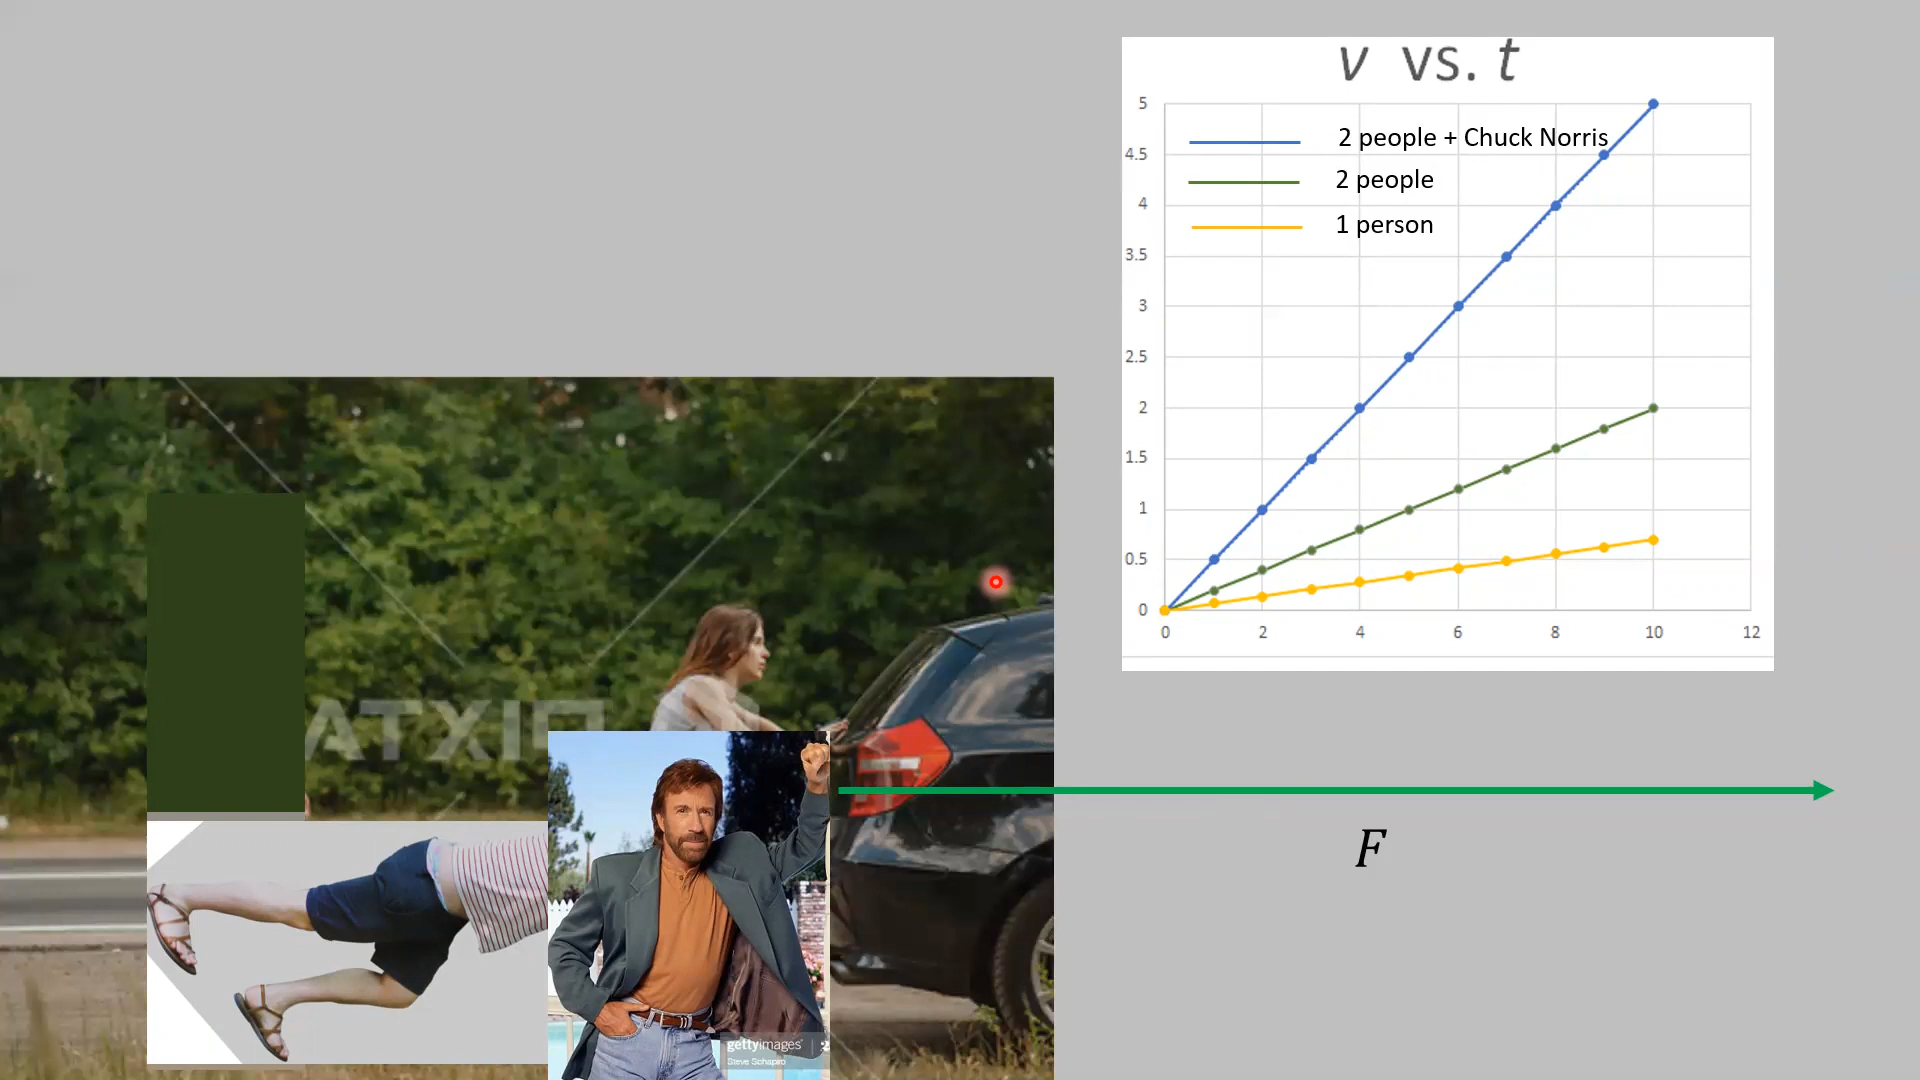 v vs. t
5
4.5
4
3.5
3
2.5
2
1.5
1
0.5
0
2 people + Chuck Norris
2 people
1 person
0 2 4 6 8 10 12
F
gettyimages®
Steve Schapiro